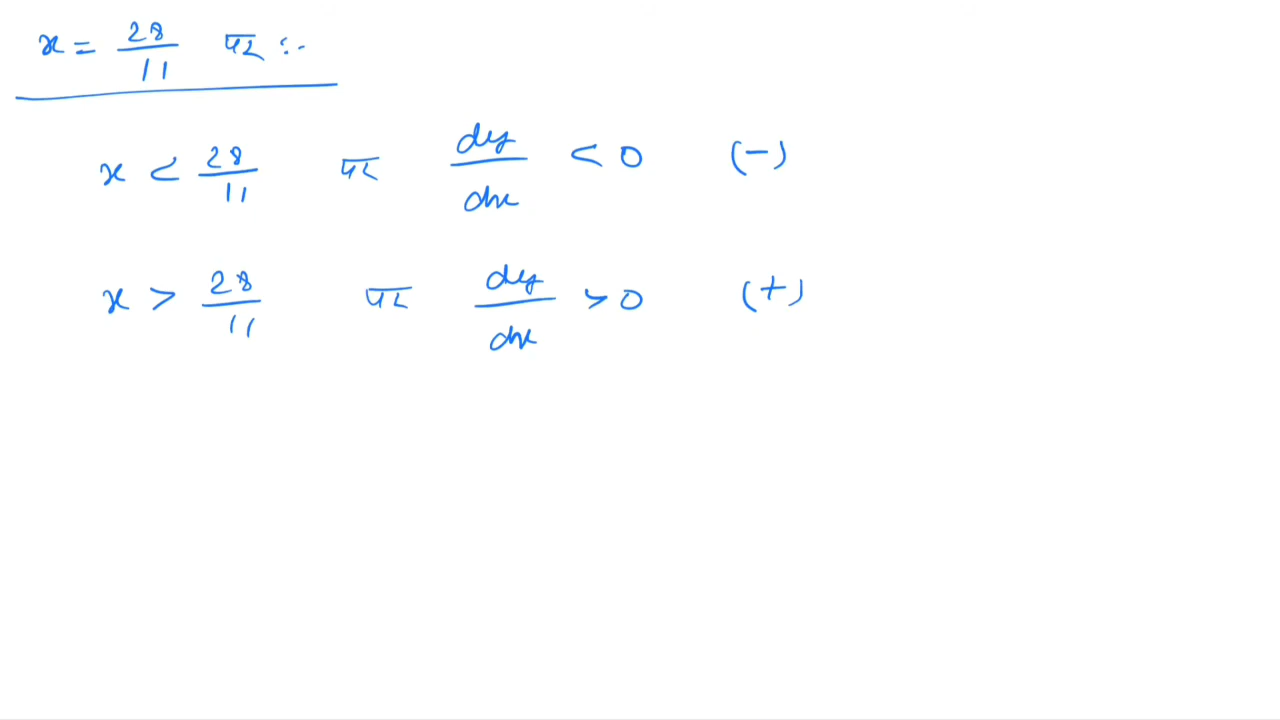 x = 28/11 पर :-
x < 28/11 पर dy/dx < 0 (-)
x > 28/11 पर dy/dx > 0 (+)